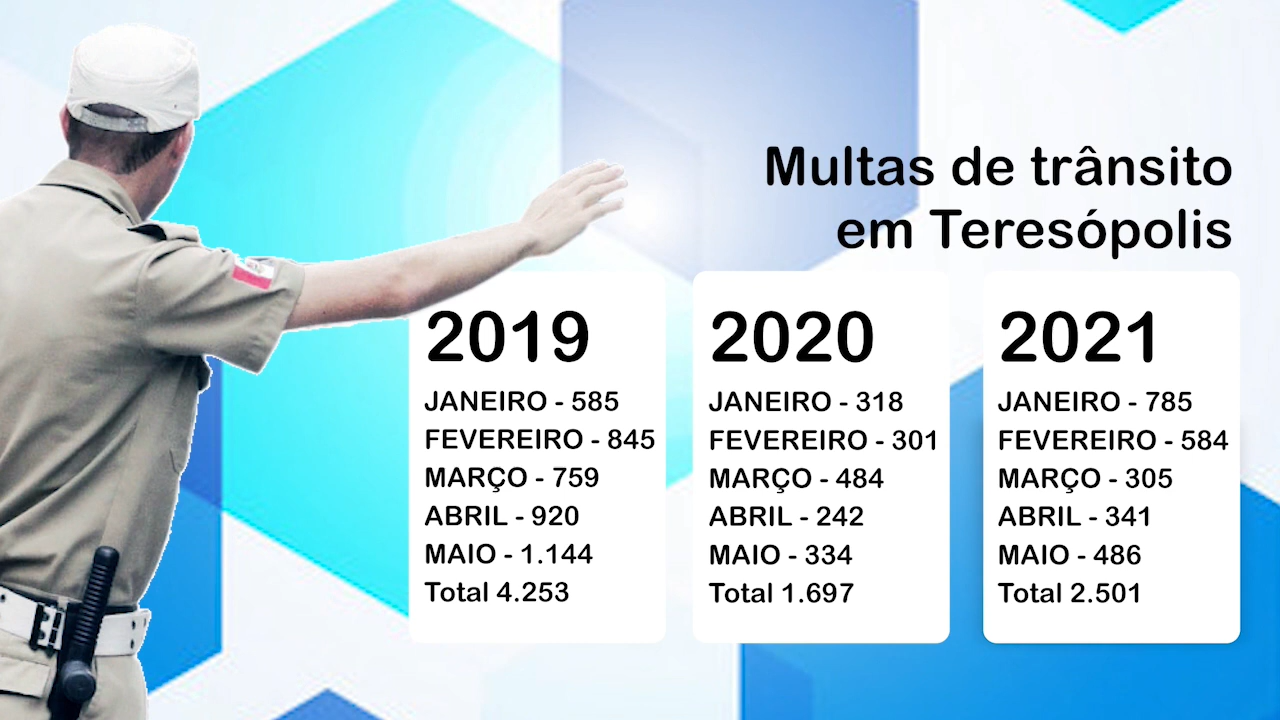 Multas de trânsito
em Teresópolis
2019
JANEIRO - 585
FEVEREIRO - 845
MARÇO - 759
ABRIL - 920
MAIO - 1.144
Total 4.253
2020
JANEIRO - 318
FEVEREIRO - 301
MARÇO - 484
ABRIL - 242
MAIO - 334
Total 1.697
2021
JANEIRO - 785
FEVEREIRO - 584
MARÇO - 305
ABRIL - 341
MAIO - 486
Total 2.501